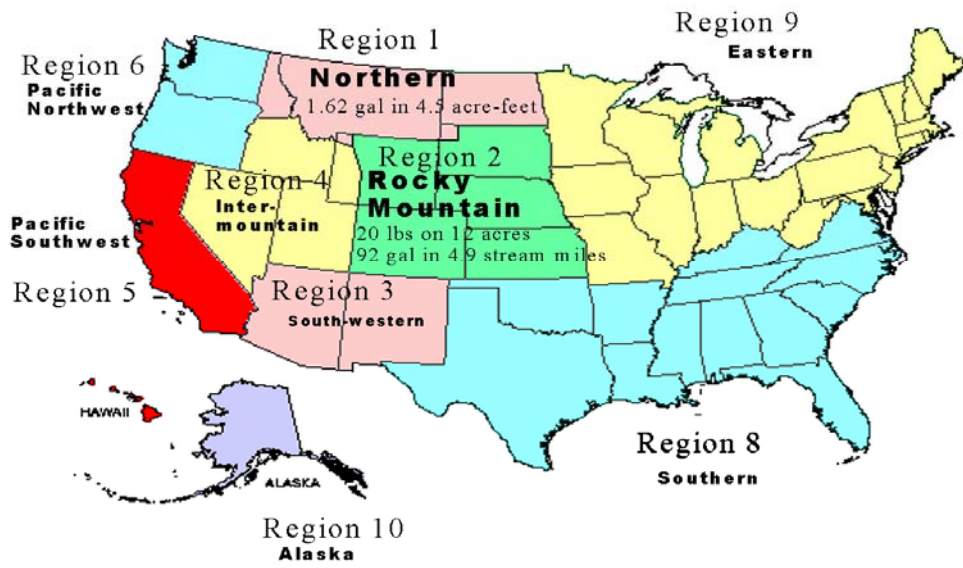 Region 1
Northern
1.62 gal in 4.5 acre-feet
Region 9
Eastern
Region 6
Pacific
Northwest
Region 2
Rocky
Mountain
20 lbs on 12 acres
92 gal in 4.9 stream miles
Region 4
Inter-
mountain
Pacific
Southwest
Region 5
Region 3
South-western
HAWAII
ALASKA
Region 8
Southern
Region 10
Alaska